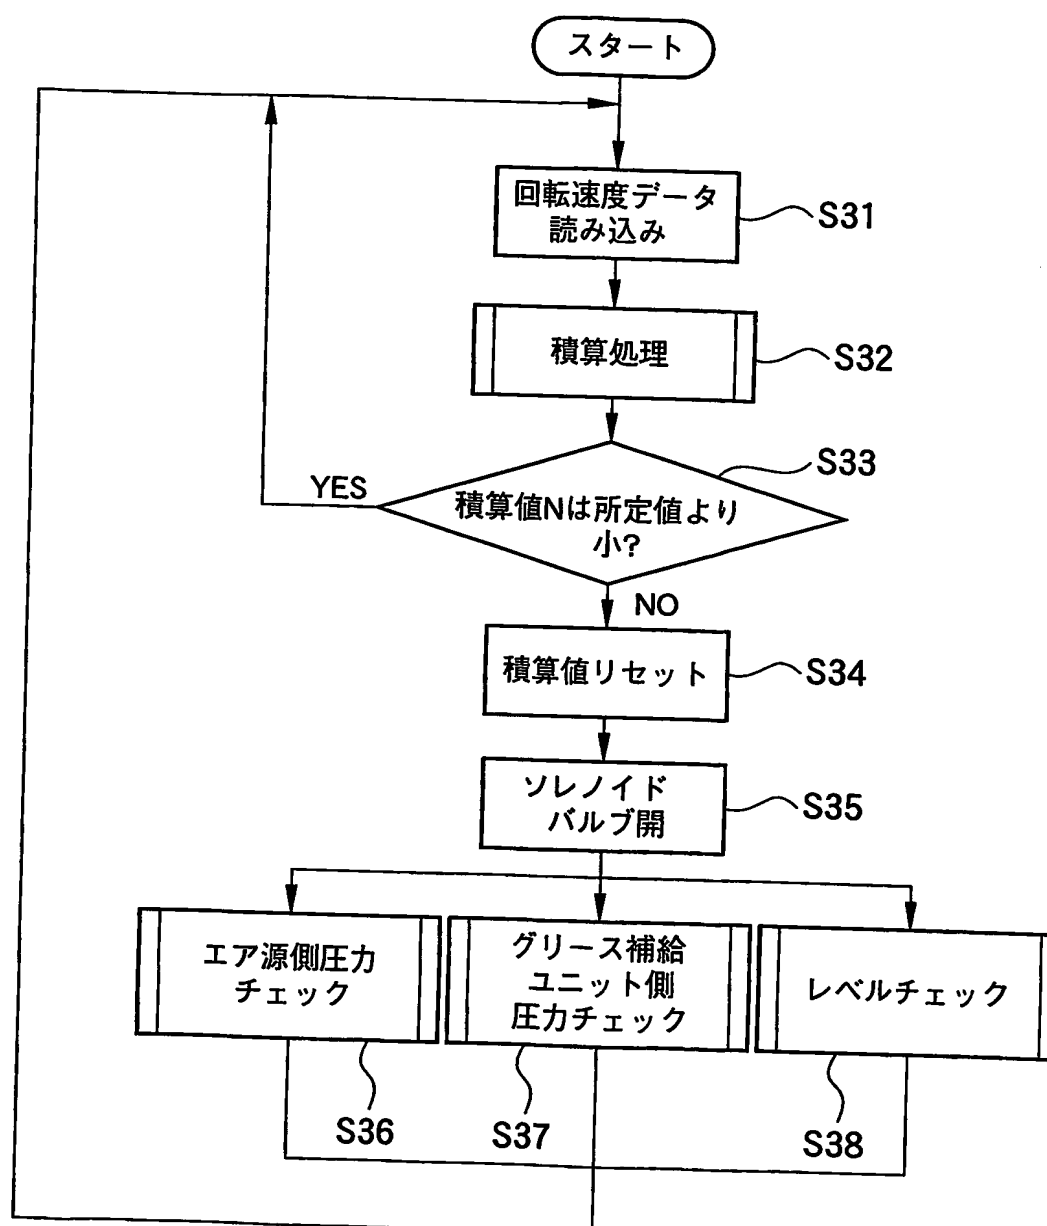 スタート
回転速度データ
読み込み
S31
積算処理
S32
S33
YES
積算値Nは所定値より
小?
NO
積算値リセット
S34
ソレノイド
バルブ開
S35
エア源側圧力
チェック
グリース補給
ユニット側
圧力チェック
レベルチェック
S36
S37
S38